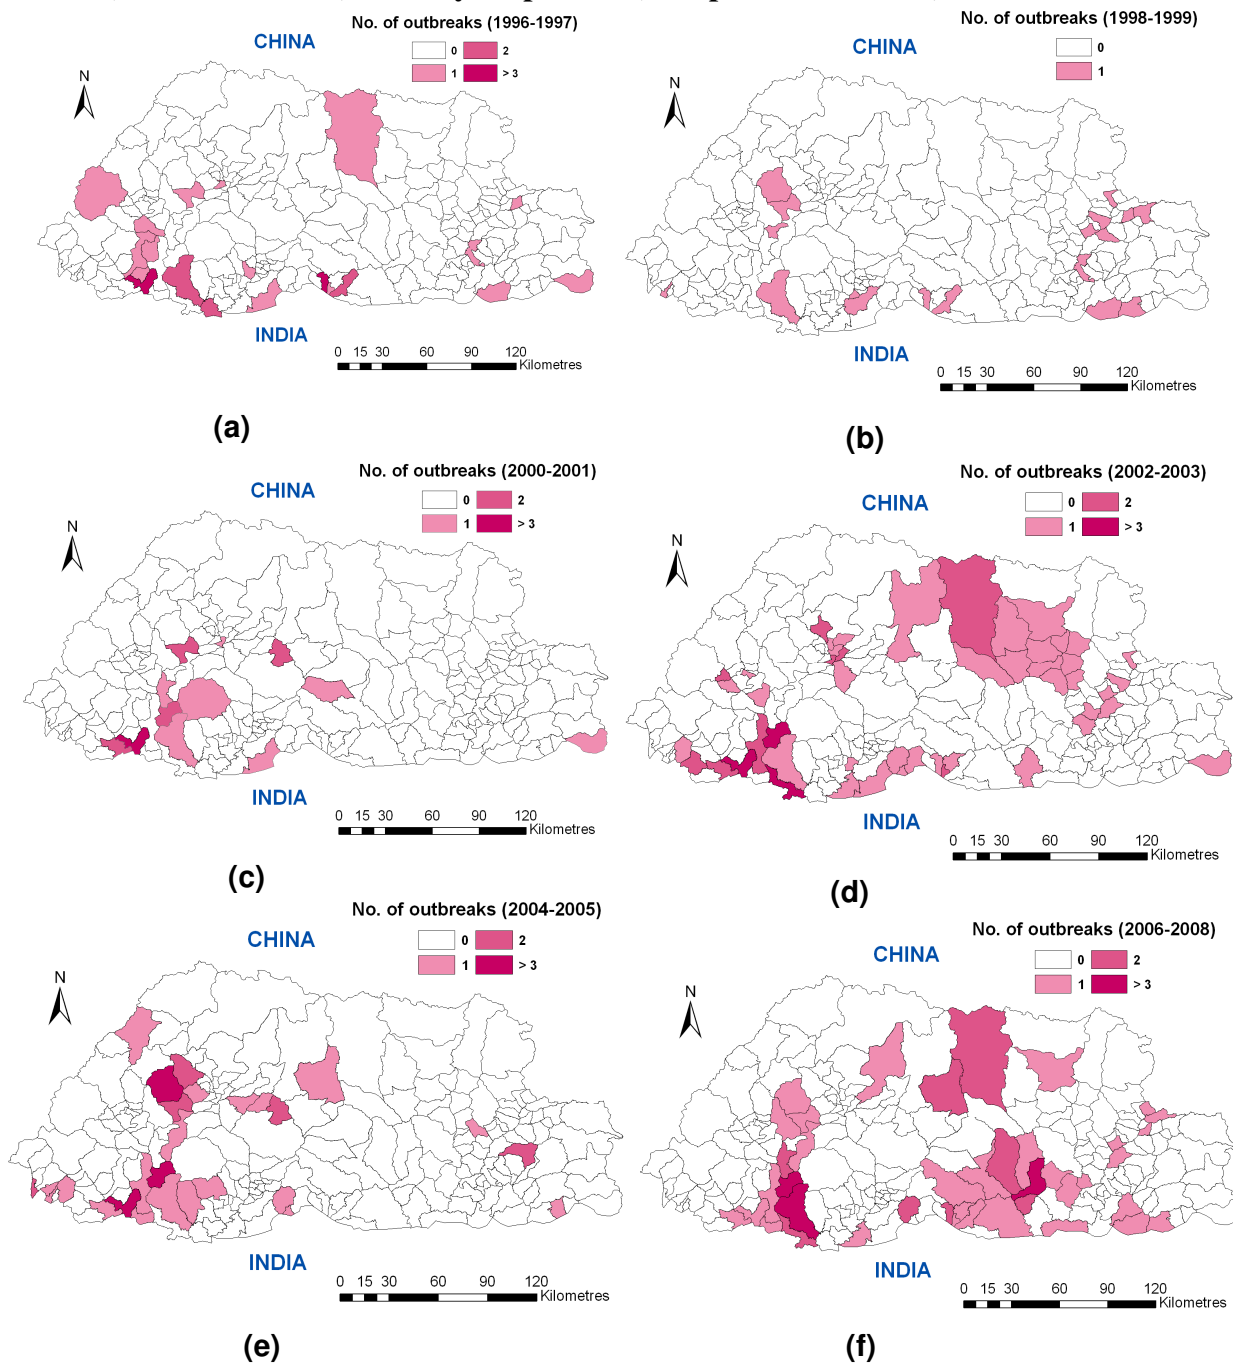 No. of outbreaks (1996-1997)
CHINA
0 2
1 > 3
N
INDIA
0 15 30 60 90 120
Kilometres
(a)
No. of outbreaks (1998-1999)
CHINA
0
1
N
INDIA
0 15 30 60 90 120
Kilometres
(b)
No. of outbreaks (2000-2001)
CHINA
0 2
1 > 3
N
INDIA
0 15 30 60 90 120
Kilometres
(c)
No. of outbreaks (2002-2003)
CHINA
0 2
1 > 3
N
INDIA
0 15 30 60 90 120
Kilometres
(d)
No. of outbreaks (2004-2005)
CHINA
0 2
1 > 3
N
INDIA
0 15 30 60 90 120
Kilometres
(e)
No. of outbreaks (2006-2008)
CHINA
0 2
1 > 3
N
INDIA
0 15 30 60 90 120
Kilometres
(f)